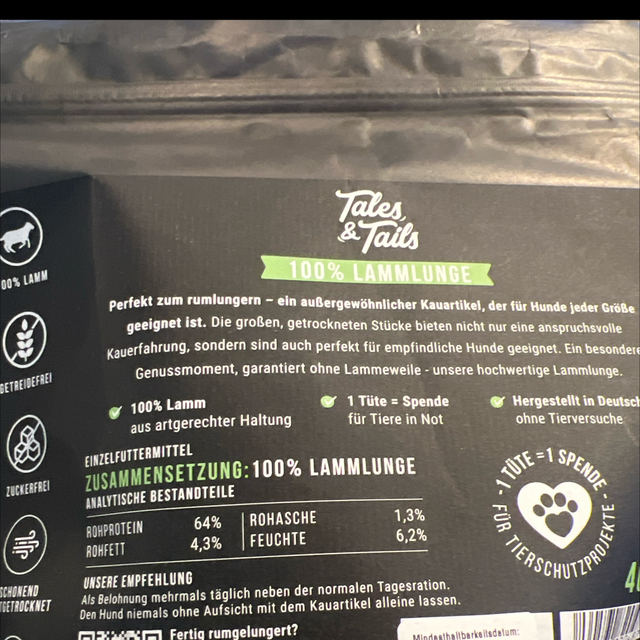 Tales
& Tails
100% LAMMLUNGE
Perfekt zum rumlungern – ein außergewöhnlicher Kauartikel, der für Hunde jeder Größe
geeignet ist. Die großen, getrockneten Stücke bieten nicht nur eine anspruchsvolle
Kauerfahrung, sondern sind auch perfekt für empfindliche Hunde geeignet. Ein besondere
Genussmoment, garantiert ohne Lammeweile - unsere hochwertige Lammlunge.
100% Lamm
aus artgerechter Haltung
1 Tüte = Spende
für Tiere in Not
Hergestellt in Deutsch
ohne Tierversuche
00% LAMM
GETREIDEFREI
ZUCKERFREI
SCHONEND
GETROCKNET
EINZELFUTTERMITTEL
ZUSAMMENSETZUNG: 100% LAMMLUNGE
ANALYTISCHE BESTANDTEILE
ROHPROTEIN 64% ROHASCHE 1,3%
ROHFETT 4,3% FEUCHTE 6,2%
- 1 TÜTE = 1 SPENDE -
FÜR TIERSCHUTZPROJEKTE
UNSERE EMPFEHLUNG
Als Belohnung mehrmals täglich neben der normalen Tagesration.
Den Hund niemals ohne Aufsicht mit dem Kauartikel alleine lassen.
Fertig rumgelungert?
Mindesthaltbarkeitsdatum: